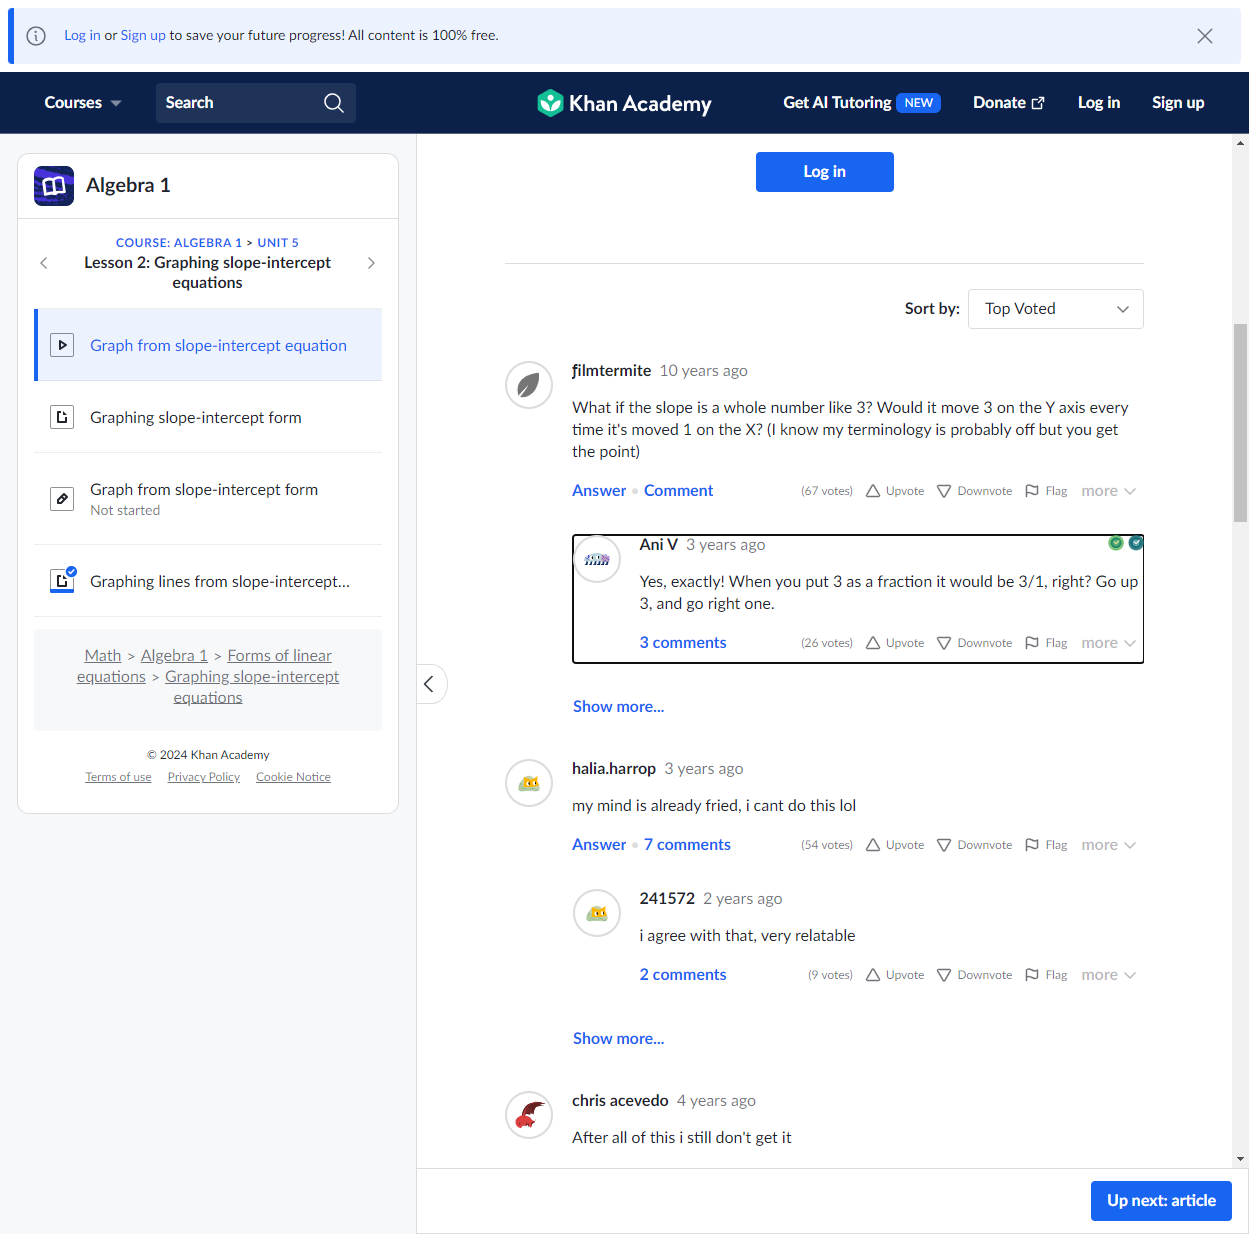 Log in or Sign up to save your future progress! All content is 100% free.
Courses
Search
Khan Academy
Get AI Tutoring NEW
Donate
Log in
Sign up
Algebra 1
COURSE: ALGEBRA 1 > UNIT 5
Lesson 2: Graphing slope-intercept
equations
Graph from slope-intercept equation
Graphing slope-intercept form
Graph from slope-intercept form
Not started
Graphing lines from slope-intercept...
Math > Algebra 1 > Forms of linear
equations > Graphing slope-intercept
equations
© 2024 Khan Academy
Terms of use Privacy Policy Cookie Notice
Log in
Sort by: Top Voted
filmtermite 10 years ago
What if the slope is a whole number like 3? Would it move 3 on the Y axis every
time it's moved 1 on the X? (I know my terminology is probably off but you get
the point)
Answer • Comment (67 votes) Upvote Downvote Flag more
Ani V 3 years ago
Yes, exactly! When you put 3 as a fraction it would be 3/1, right? Go up
3, and go right one.
3 comments (26 votes) Upvote Downvote Flag more
Show more...
halia.harrop 3 years ago
my mind is already fried, i cant do this lol
Answer • 7 comments (54 votes) Upvote Downvote Flag more
241572 2 years ago
i agree with that, very relatable
2 comments (9 votes) Upvote Downvote Flag more
Show more...
chris acevedo 4 years ago
After all of this i still don't get it
Up next: article